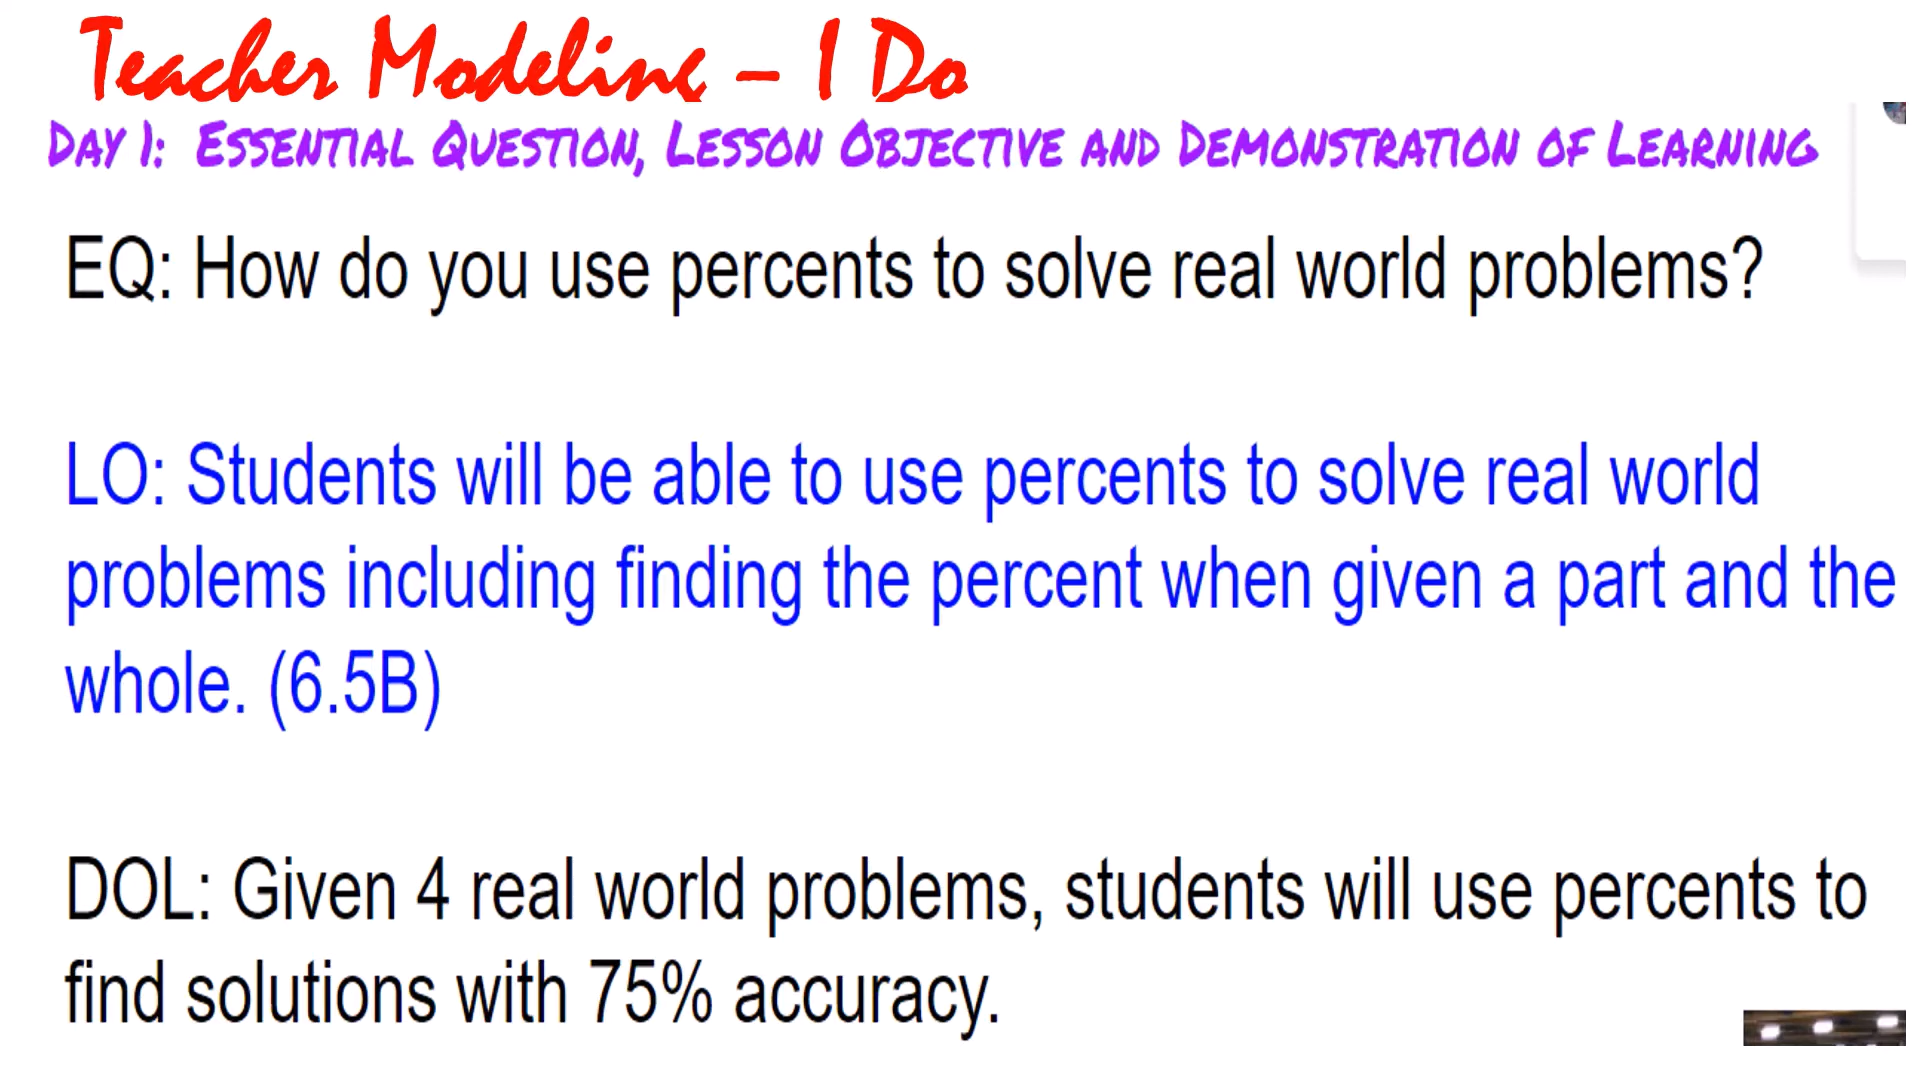 Teacher Modeling – I Do
Day 1: Essential Question, Lesson Objective and Demonstration of Learning
EQ: How do you use percents to solve real world problems?
LO: Students will be able to use percents to solve real world
problems including finding the percent when given a part and the
whole. (6.5B)
DOL: Given 4 real world problems, students will use percents to
find solutions with 75% accuracy.